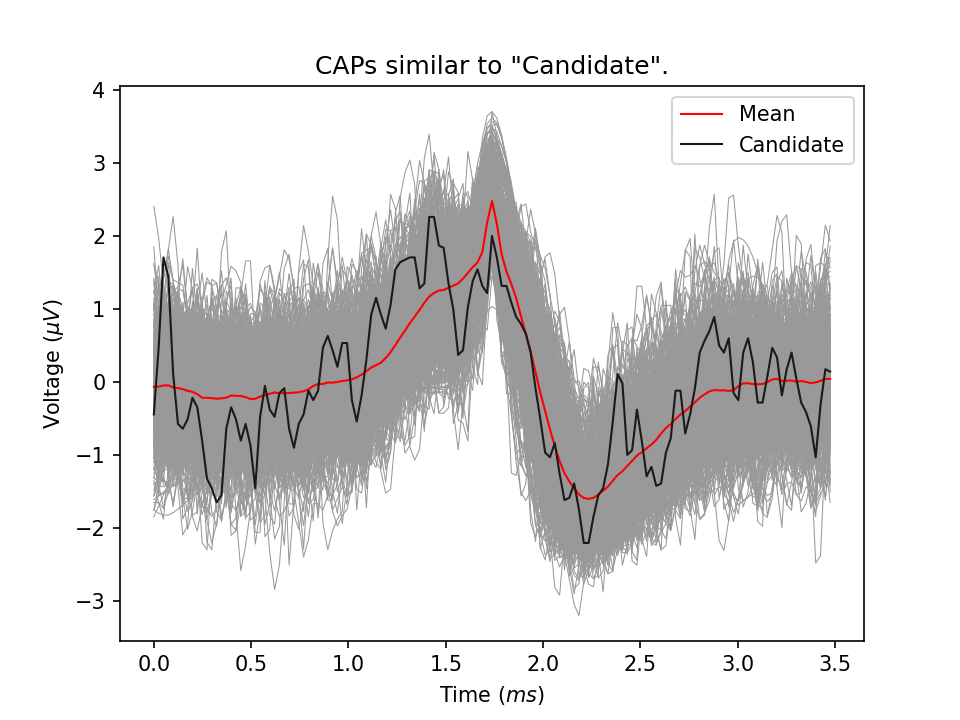 CAPs similar to "Candidate".
Mean
Candidate
Voltage (μV)
4
3
2
1
0
−1
−2
−3
0.0 0.5 1.0 1.5 2.0 2.5 3.0 3.5
Time (ms)